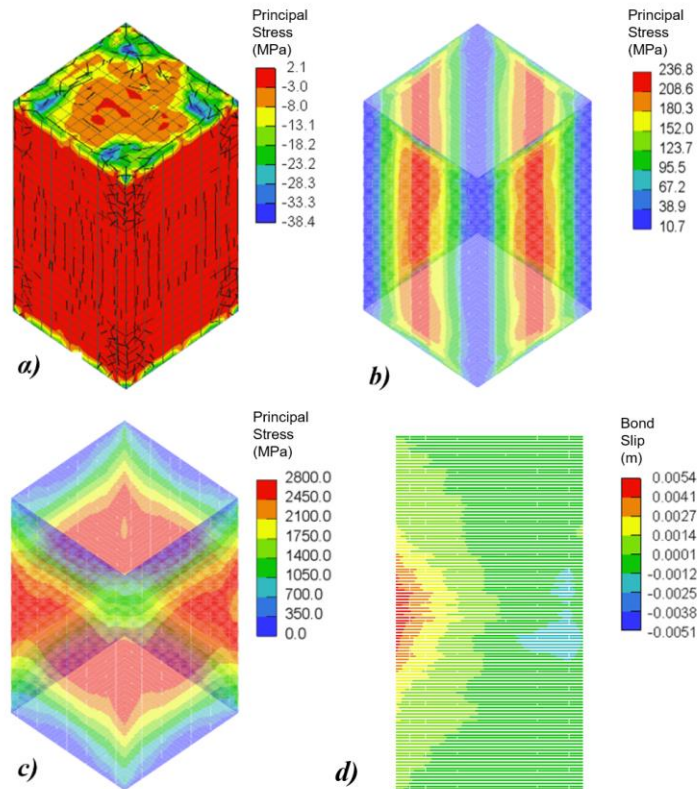 Principal
Stress
(MPa)
2.1
-3.0
-8.0
-13.1
-18.2
-23.2
-28.3
-33.3
-38.4
α)
Principal
Stress
(MPa)
236.8
208.6
180.3
152.0
123.7
95.5
67.2
38.9
10.7
b)
Principal
Stress
(MPa)
2800.0
2450.0
2100.0
1750.0
1400.0
1050.0
700.0
350.0
0.0
c)
Bond
Slip
(m)
0.0054
0.0041
0.0027
0.0014
0.0001
-0.0012
-0.0025
-0.0038
-0.0051
d)